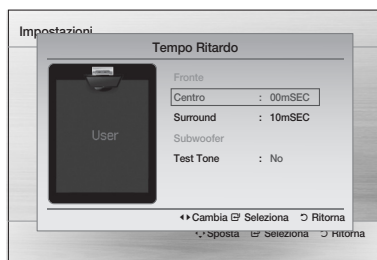 Impostazioni
Tempo Ritardo
Fronte
Centro : 00mSEC
Surround : 10mSEC
Subwoofer
Test Tone : No
User
Cambia Seleziona Ritorna
Sposta Seleziona Ritorna